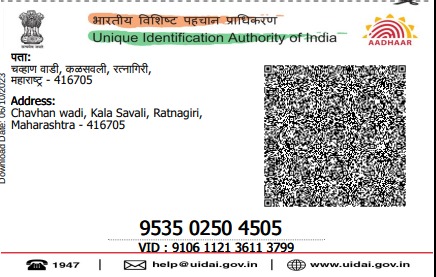 भारतीय विशिष्ट पहचान प्राधिकरण
Unique Identification Authority of India
AADHAAR
Download Date: 06/10/2023
पता:
चव्हाण वाडी, कळसवली, रत्नागिरी,
महाराष्ट्र - 416705
Address:
Chavhan wadi, Kala Savali, Ratnagiri,
Maharashtra - 416705
9535 0250 4505
VID : 9106 1121 3611 3799
1947 | help@uidai.gov.in | www.uidai.gov.in